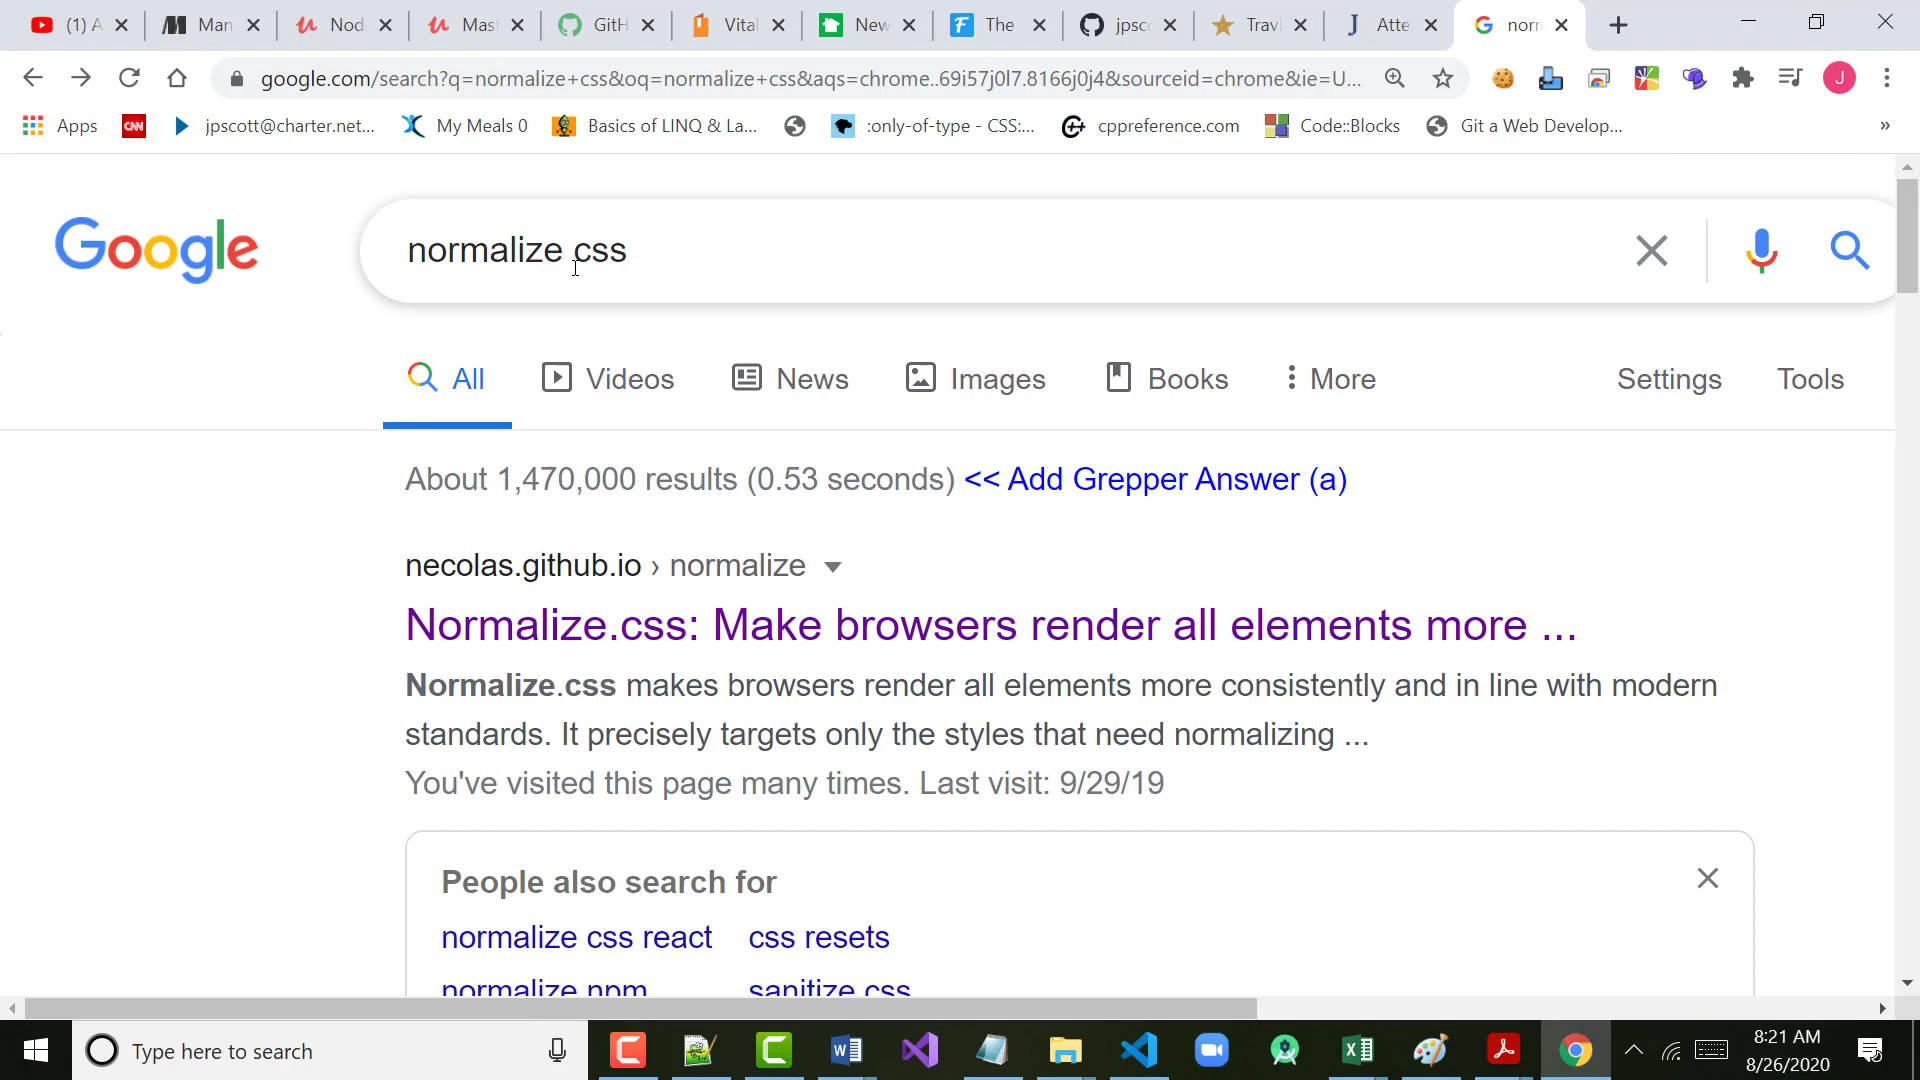 (1) A
Man
Nod
Mas
GitH
Vital
New
The
jpsc
Travi
J Atte
norn
google.com/search?q=normalize+css&oq=normalize+css&aqs=chrome..69i57j0l7.8166j0j4&sourceid=chrome&ie=U...
J
Apps
CNN
jpscott@charter.net...
My Meals 0
Basics of LINQ & La...
:only-of-type - CSS:...
cppreference.com
Code::Blocks
Git a Web Develop...
»
Google
normalize css
All
Videos
News
Images
Books
More
Settings
Tools
About 1,470,000 results (0.53 seconds) << Add Grepper Answer (a)
necolas.github.io › normalize
Normalize.css: Make browsers render all elements more ...
Normalize.css makes browsers render all elements more consistently and in line with modern
standards. It precisely targets only the styles that need normalizing ...
You've visited this page many times. Last visit: 9/29/19
People also search for
normalize css react
css resets
normalize npm
sanitize css
Type here to search
8:21 AM
8/26/2020